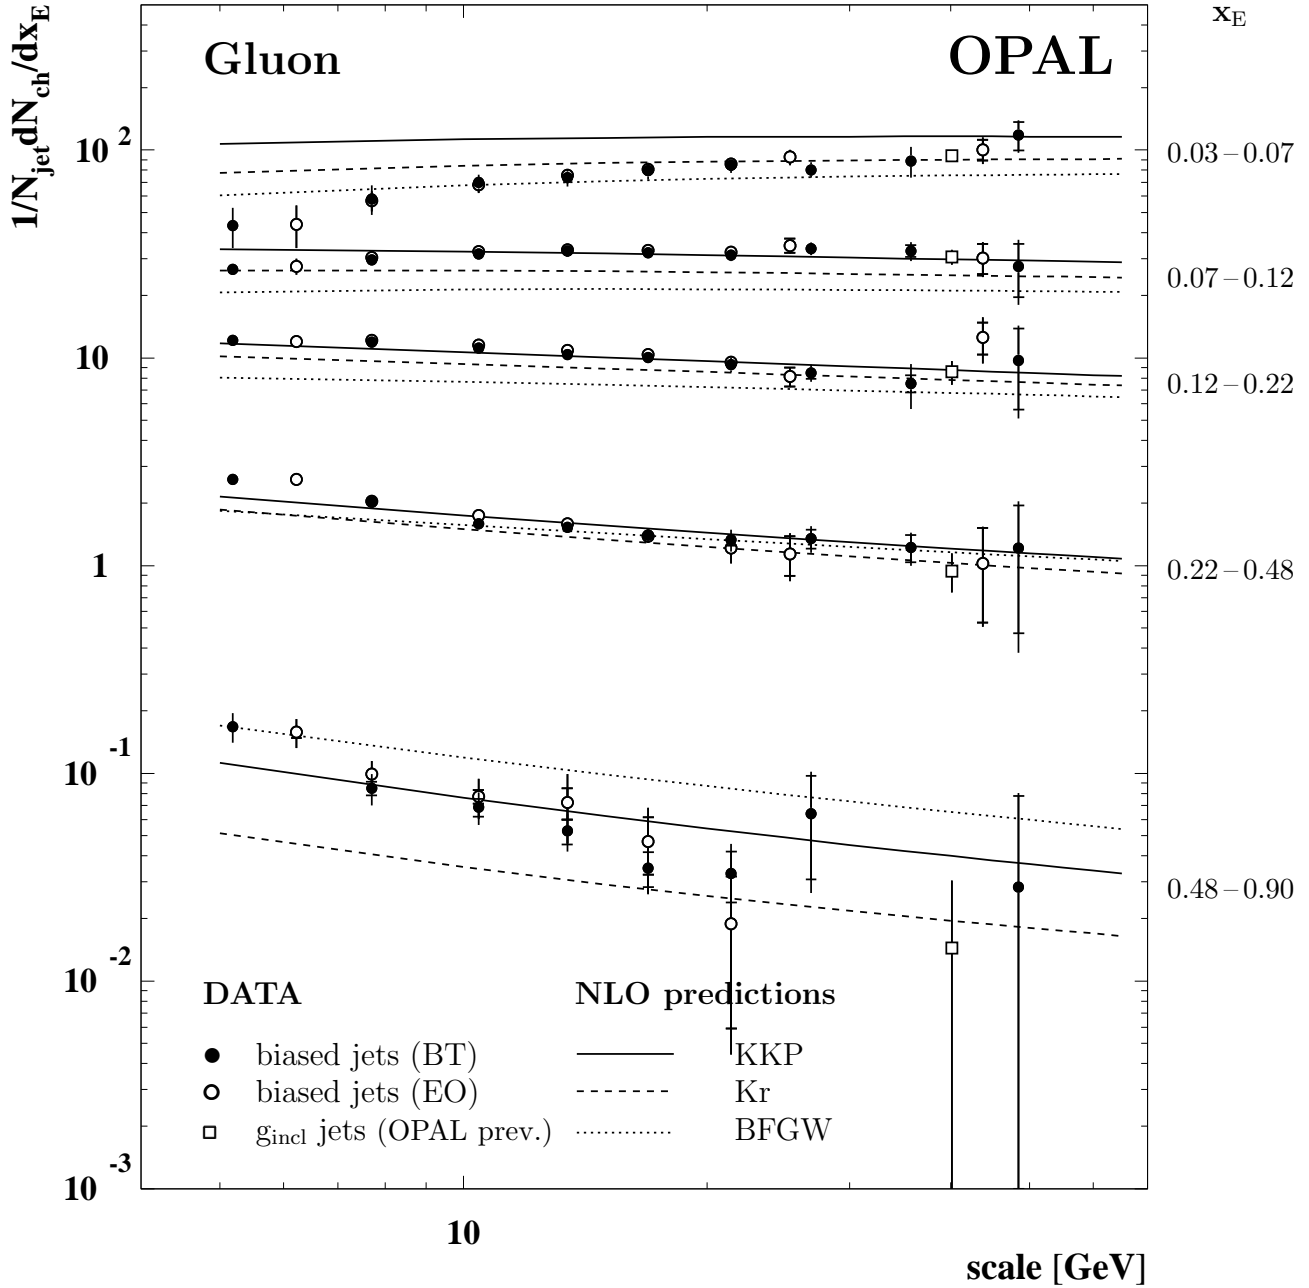 x_E
Gluon
OPAL
1/N_jet dN_ch/dx_E
10^2
10
1
10^-1
10^-2
10^-3
0.03–0.07
0.07–0.12
0.12–0.22
0.22–0.48
0.48–0.90
DATA
biased jets (BT)
biased jets (EO)
g_incl jets (OPAL prev.)
NLO predictions
KKP
Kr
BFGW
10
scale [GeV]